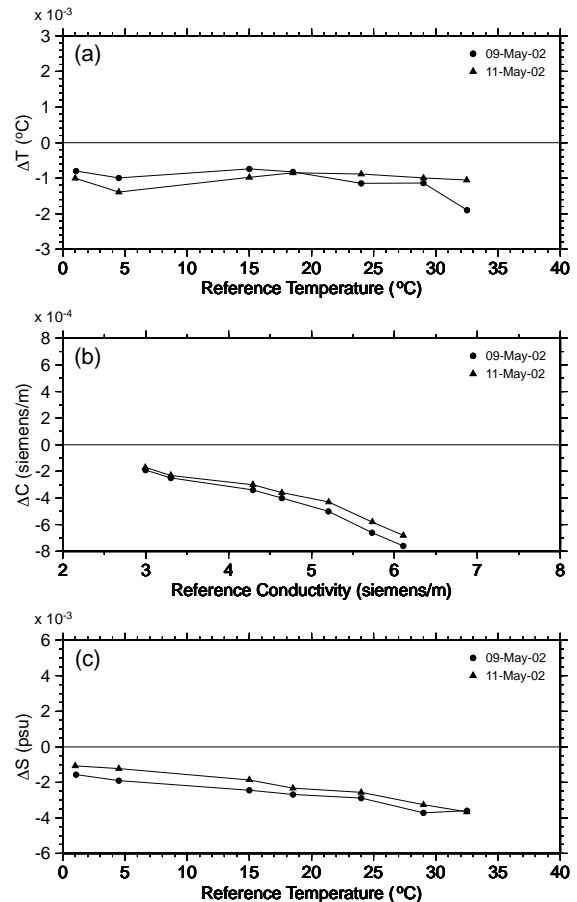 x 10⁻³
3
2
1
0
-1
-2
-3
ΔT (ºC)
(a)
09-May-02
11-May-02
0 5 10 15 20 25 30 35 40
Reference Temperature (ºC)
x 10⁻⁴
8
6
4
2
0
-2
-4
-6
-8
ΔC (siemens/m)
(b)
09-May-02
11-May-02
2 3 4 5 6 7 8
Reference Conductivity (siemens/m)
x 10⁻³
6
4
2
0
-2
-4
-6
ΔS (psu)
(c)
09-May-02
11-May-02
0 5 10 15 20 25 30 35 40
Reference Temperature (ºC)